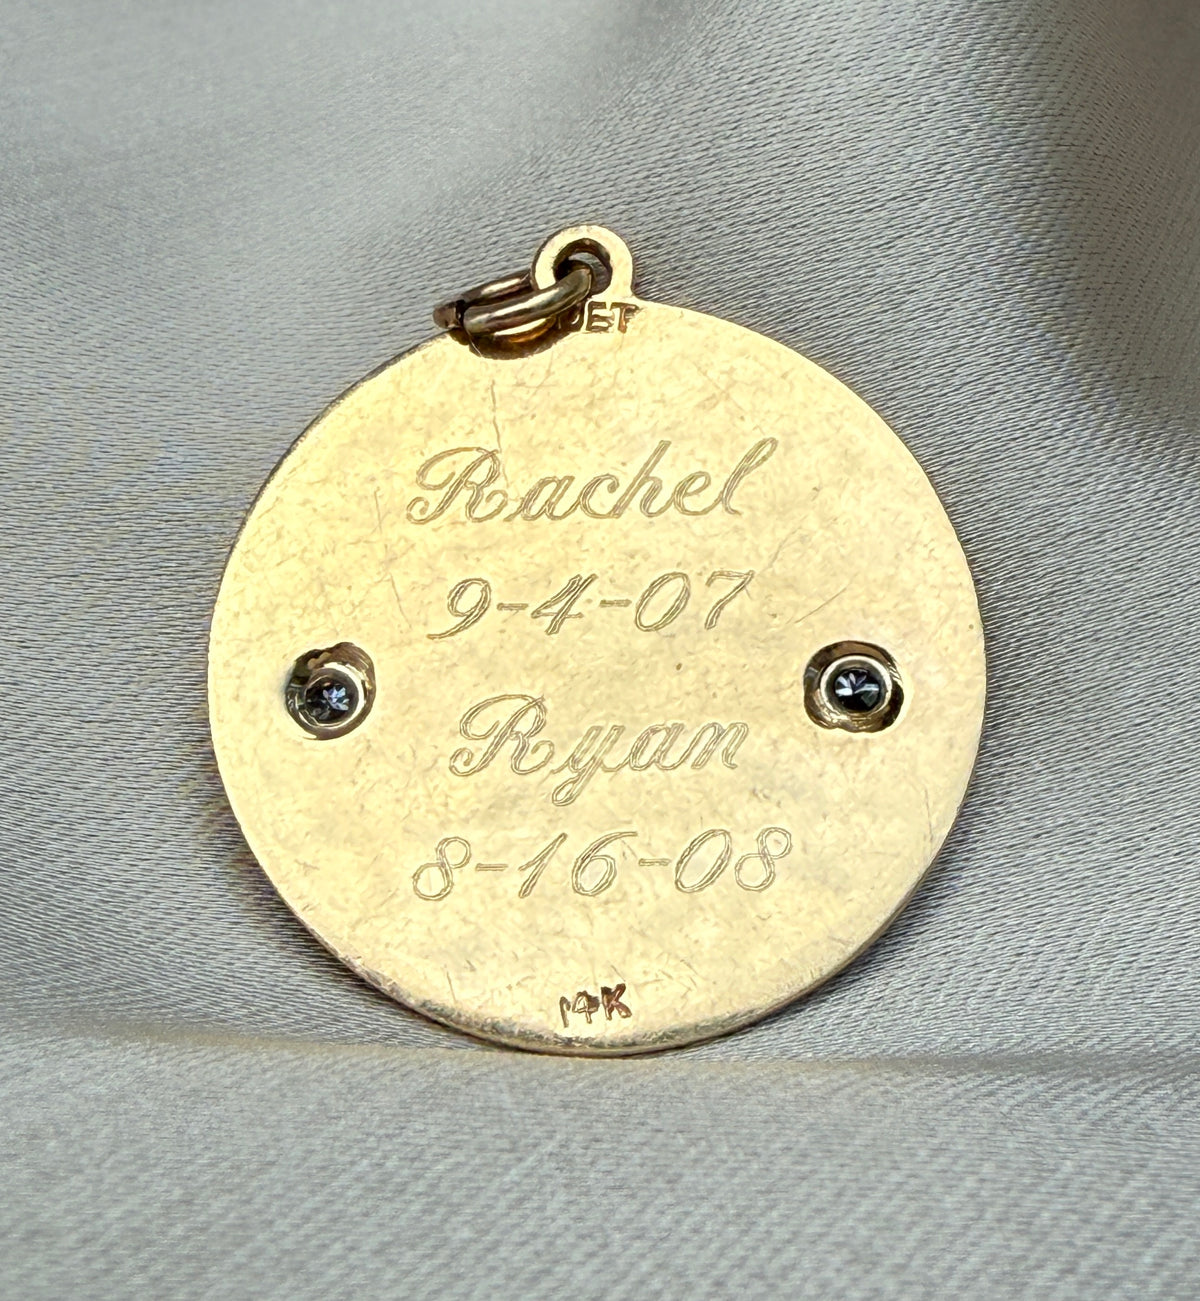 Rachel
9-4-07
Ryan
8-16-08
14K